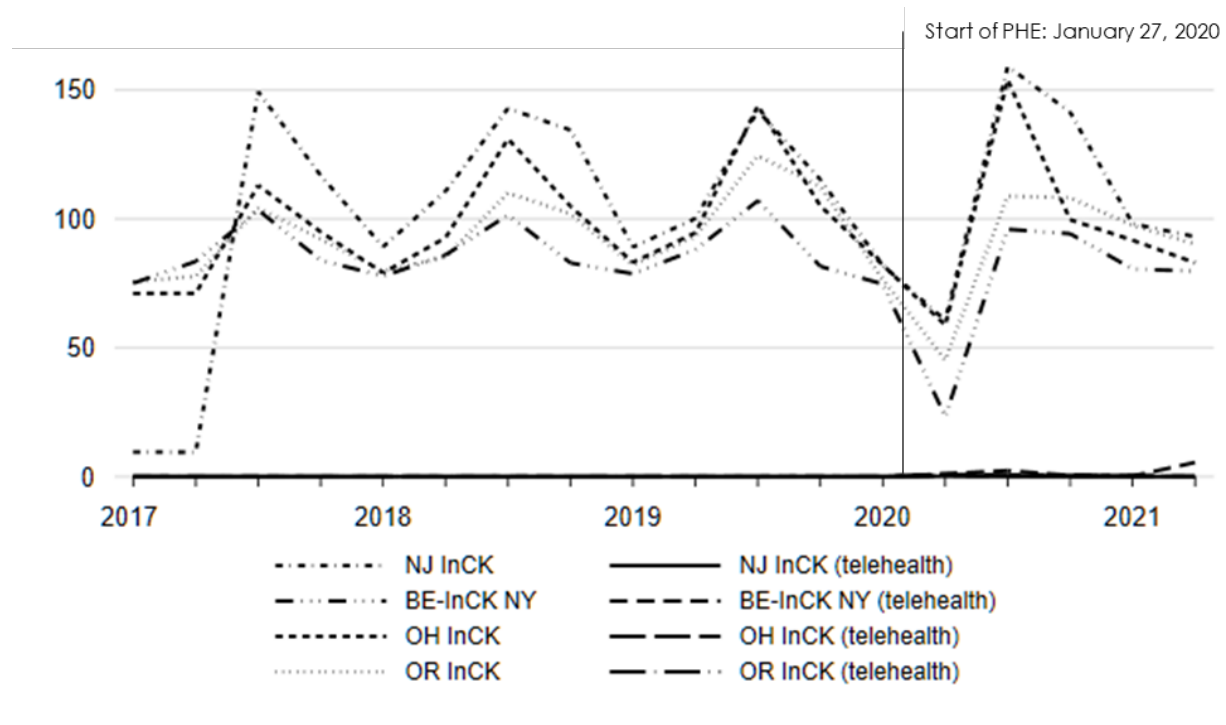 Start of PHE: January 27, 2020
150
100
50
0
2017 2018 2019 2020 2021
NJ InCK NJ InCK (telehealth)
BE-InCK NY BE-InCK NY (telehealth)
OH InCK OH InCK (telehealth)
OR InCK OR InCK (telehealth)